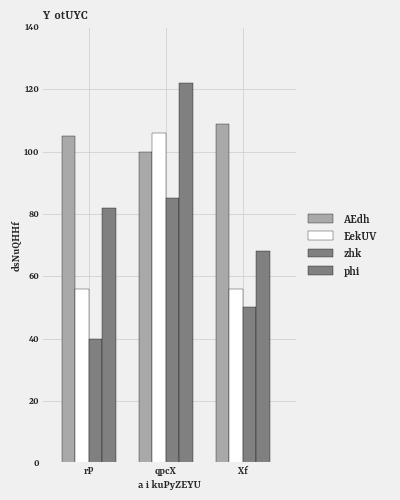 Y otUYC
140
120
100
80
60
40
20
0
dsNuQHHf
rP qpcX Xf
a i kuPyZEYU
AEdh
EekUV
zhk
phi